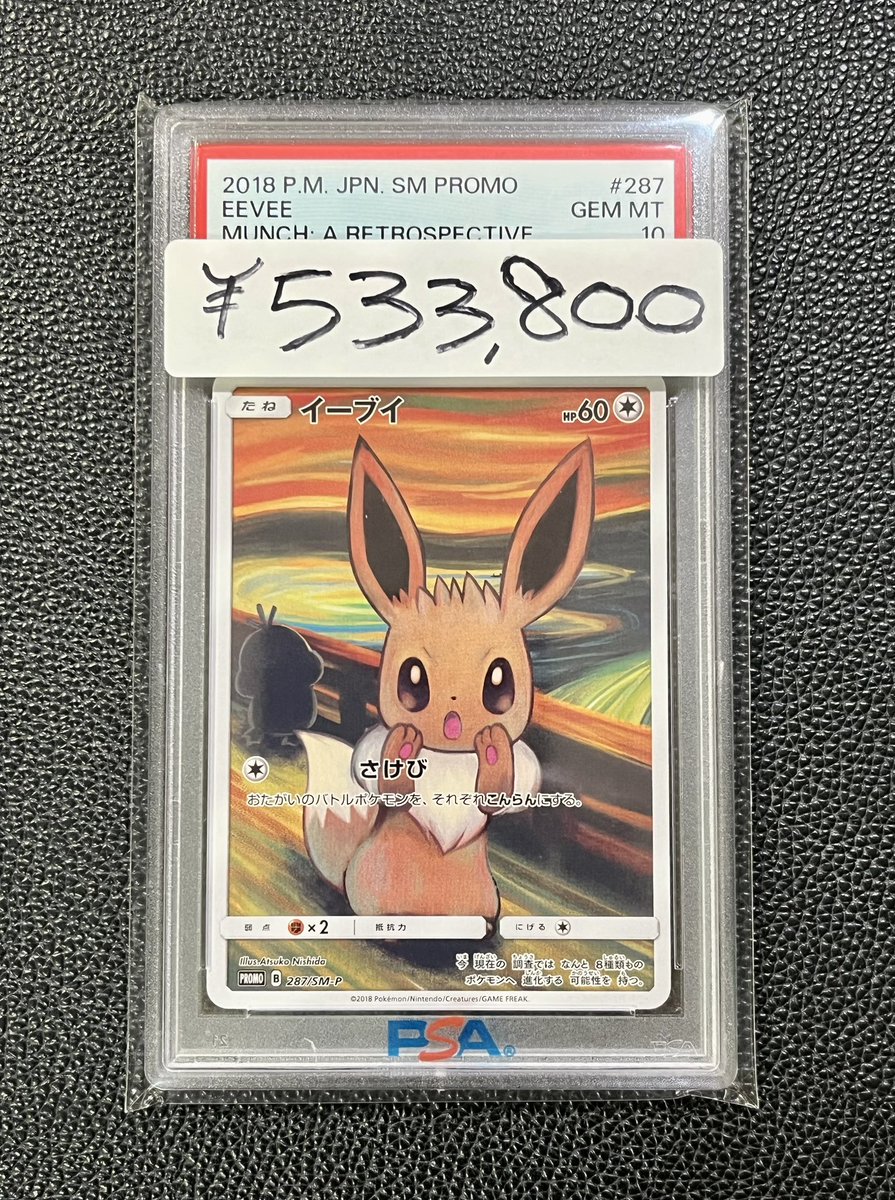 2018 P.M. JPN. SM PROMO #287
EEVEE GEM MT
MUNCH: A RETROSPECTIVE 10
¥533,800
たね イーブイ HP60
さけび
おたがいのバトルポケモンを、それぞれこんらんにする。
弱点 ×2 抵抗力 にげる
Illus. Atsuko Nishida
今 現在の 調査では なんと 8種類もの
ポケモンへ 進化する 可能性を 持つ。
PROMO B 287/SM-P
©2018 Pokémon/Nintendo/Creatures/GAME FREAK.
PSA®
PSA